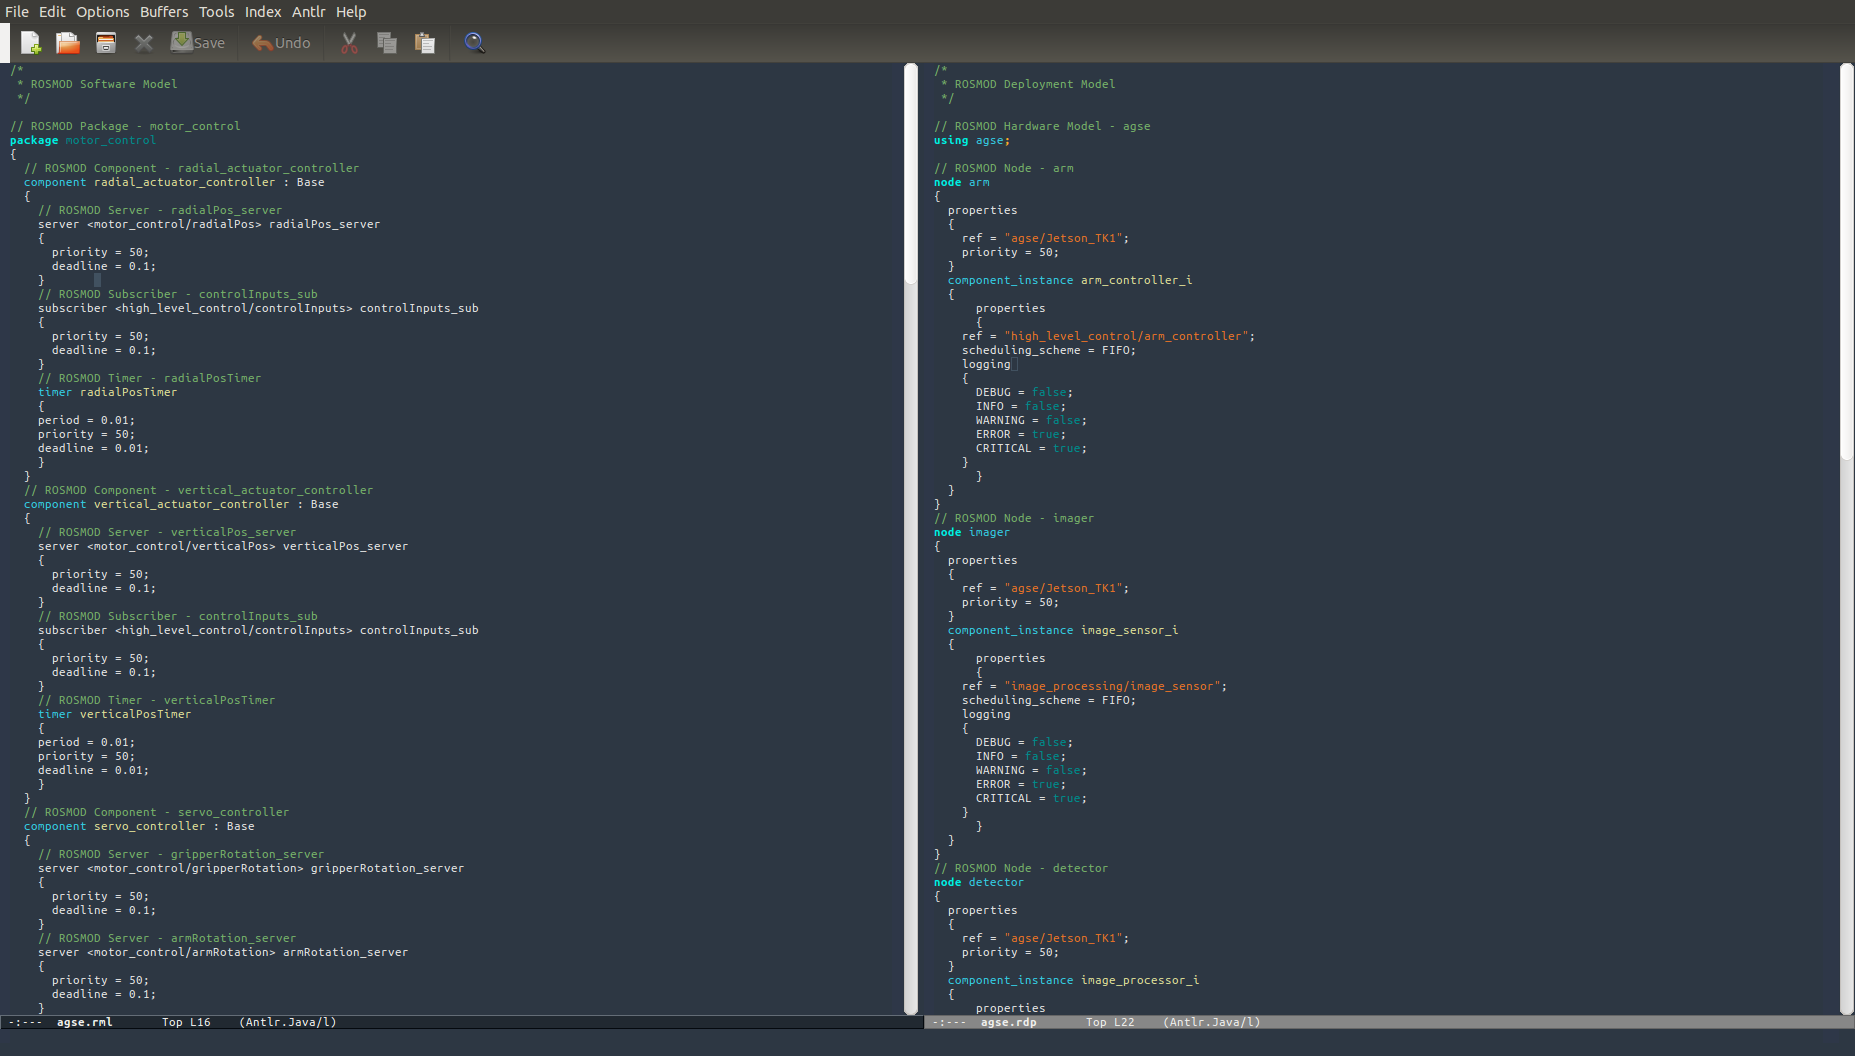 File Edit Options Buffers Tools Index Antlr Help
Save Undo
/*
 * ROSMOD Software Model
 */

// ROSMOD Package - motor_control
package motor_control
{
  // ROSMOD Component - radial_actuator_controller
  component radial_actuator_controller : Base
  {
    // ROSMOD Server - radialPos_server
    server <motor_control/radialPos> radialPos_server
    {
      priority = 50;
      deadline = 0.1;
    }
    // ROSMOD Subscriber - controlInputs_sub
    subscriber <high_level_control/controlInputs> controlInputs_sub
    {
      priority = 50;
      deadline = 0.1;
    }
    // ROSMOD Timer - radialPosTimer
    timer radialPosTimer
    {
    period = 0.01;
    priority = 50;
    deadline = 0.01;
    }
  }
  // ROSMOD Component - vertical_actuator_controller
  component vertical_actuator_controller : Base
  {
    // ROSMOD Server - verticalPos_server
    server <motor_control/verticalPos> verticalPos_server
    {
      priority = 50;
      deadline = 0.1;
    }
    // ROSMOD Subscriber - controlInputs_sub
    subscriber <high_level_control/controlInputs> controlInputs_sub
    {
      priority = 50;
      deadline = 0.1;
    }
    // ROSMOD Timer - verticalPosTimer
    timer verticalPosTimer
    {
    period = 0.01;
    priority = 50;
    deadline = 0.01;
    }
  }
  // ROSMOD Component - servo_controller
  component servo_controller : Base
  {
    // ROSMOD Server - gripperRotation_server
    server <motor_control/gripperRotation> gripperRotation_server
    {
      priority = 50;
      deadline = 0.1;
    }
    // ROSMOD Server - armRotation_server
    server <motor_control/armRotation> armRotation_server
    {
      priority = 50;
      deadline = 0.1;
    }
-:--- agse.rml Top L16 (Antlr.Java/l)
/*
 * ROSMOD Deployment Model
 */

// ROSMOD Hardware Model - agse
using agse;

// ROSMOD Node - arm
node arm
{
  properties
  {
    ref = "agse/Jetson_TK1";
    priority = 50;
  }
  component_instance arm_controller_i
  {
      properties
      {
    ref = "high_level_control/arm_controller";
    scheduling_scheme = FIFO;
    logging
    {
      DEBUG = false;
      INFO = false;
      WARNING = false;
      ERROR = true;
      CRITICAL = true;
    }
      }
  }
}
// ROSMOD Node - imager
node imager
{
  properties
  {
    ref = "agse/Jetson_TK1";
    priority = 50;
  }
  component_instance image_sensor_i
  {
      properties
      {
    ref = "image_processing/image_sensor";
    scheduling_scheme = FIFO;
    logging
    {
      DEBUG = false;
      INFO = false;
      WARNING = false;
      ERROR = true;
      CRITICAL = true;
    }
      }
  }
}
// ROSMOD Node - detector
node detector
{
  properties
  {
    ref = "agse/Jetson_TK1";
    priority = 50;
  }
  component_instance image_processor_i
  {
      properties
-:--- agse.rdp Top L22 (Antlr.Java/l)